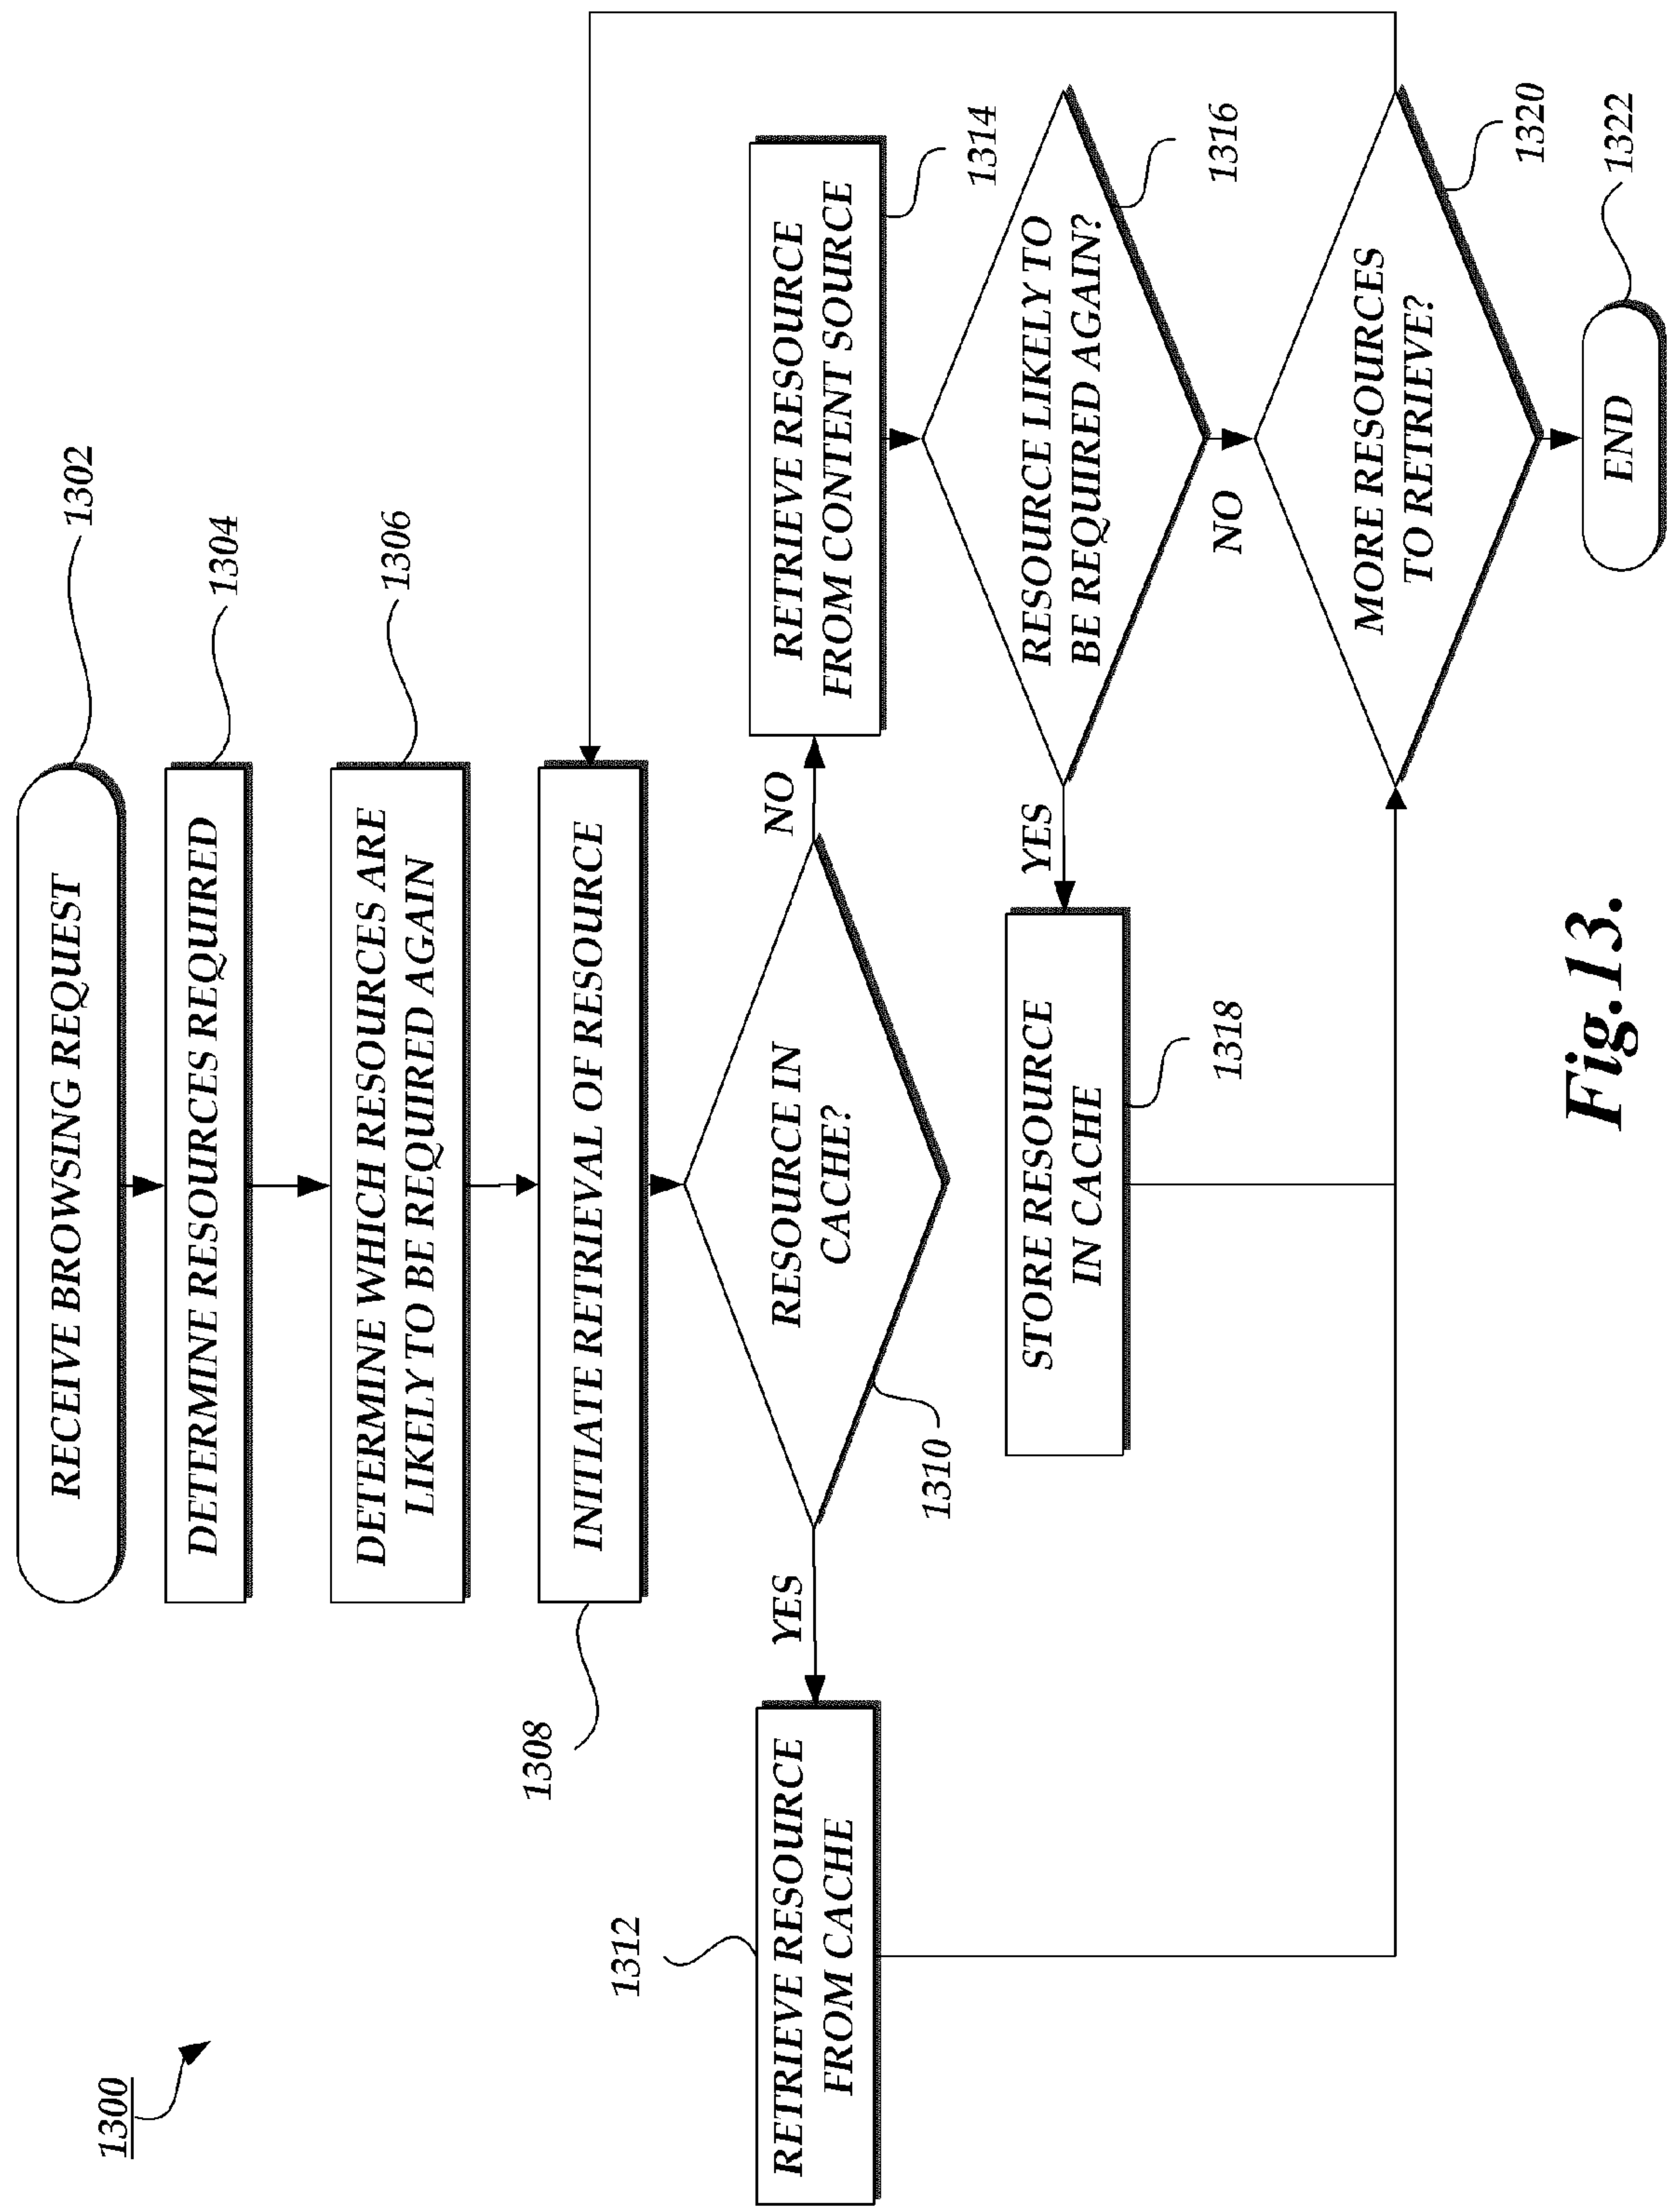 1300
RECEIVE BROWSING REQUEST
1302
DETERMINE RESOURCES REQUIRED
1304
DETERMINE WHICH RESOURCES ARE
LIKELY TO BE REQUIRED AGAIN
1306
INITIATE RETRIEVAL OF RESOURCE
1308
RESOURCE IN
CACHE?
1310
YES
NO
RETRIEVE RESOURCE
FROM CACHE
1312
RETRIEVE RESOURCE
FROM CONTENT SOURCE
1314
RESOURCE LIKELY TO
BE REQUIRED AGAIN?
1316
YES
NO
STORE RESOURCE
IN CACHE
1318
MORE RESOURCES
TO RETRIEVE?
1320
END
1322
Fig.13.